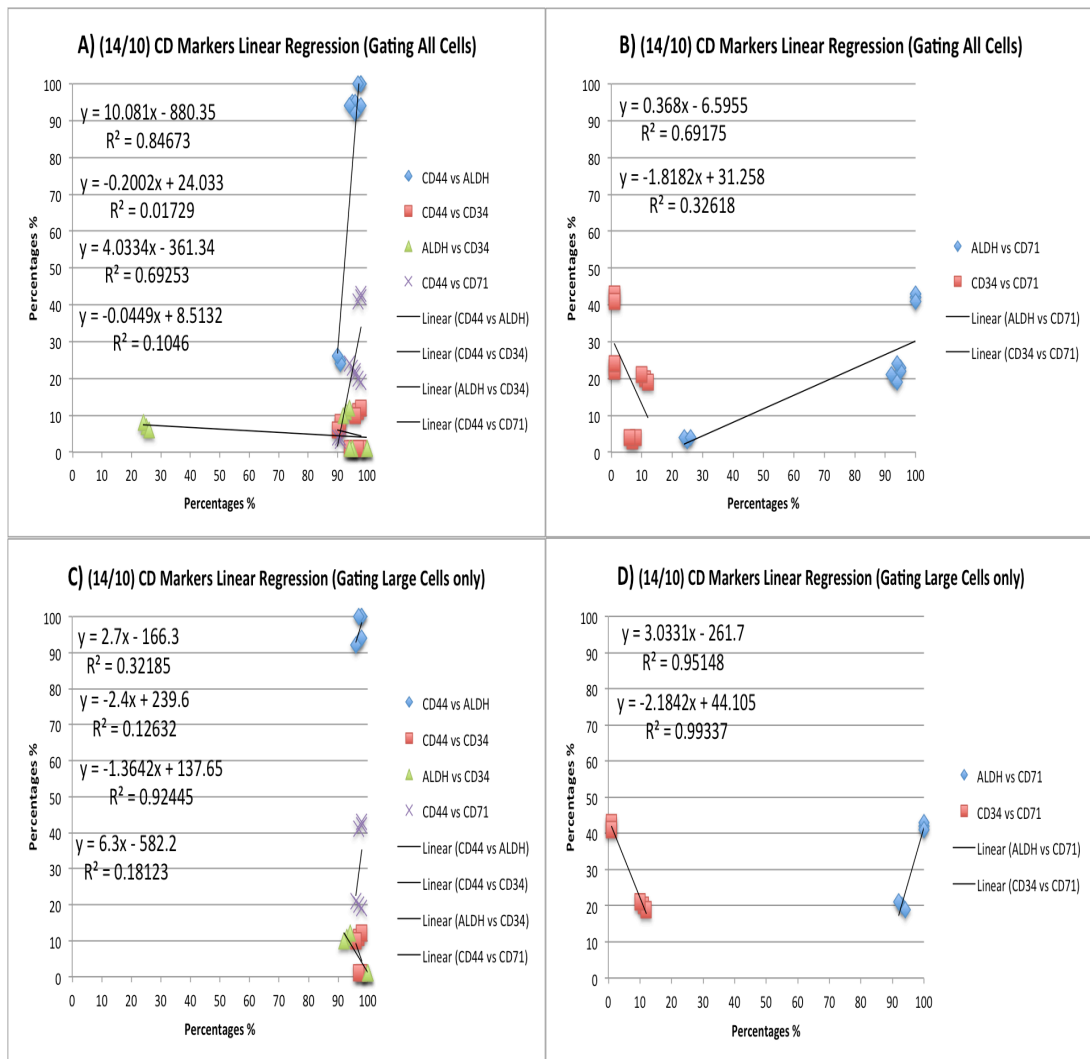 A) (14/10) CD Markers Linear Regression (Gating All Cells)
Percentages %
100
90
80
70
60
50
40
30
20
10
0
y = 10.081x - 880.35
R² = 0.84673
y = -0.2002x + 24.033
R² = 0.01729
y = 4.0334x - 361.34
R² = 0.69253
y = -0.0449x + 8.5132
R² = 0.1046
0 10 20 30 40 50 60 70 80 90 100
Percentages %
CD44 vs ALDH
CD44 vs CD34
ALDH vs CD34
CD44 vs CD71
Linear (CD44 vs ALDH)
Linear (CD44 vs CD34)
Linear (ALDH vs CD34)
Linear (CD44 vs CD71)
B) (14/10) CD Markers Linear Regression (Gating All Cells)
Percentages %
100
90
80
70
60
50
40
30
20
10
0
y = 0.368x - 6.5955
R² = 0.69175
y = -1.8182x + 31.258
R² = 0.32618
0 10 20 30 40 50 60 70 80 90 100
Percentages %
ALDH vs CD71
CD34 vs CD71
Linear (ALDH vs CD71)
Linear (CD34 vs CD71)
C) (14/10) CD Markers Linear Regression (Gating Large Cells only)
Percentages %
100
90
80
70
60
50
40
30
20
10
0
y = 2.7x - 166.3
R² = 0.32185
y = -2.4x + 239.6
R² = 0.12632
y = -1.3642x + 137.65
R² = 0.92445
y = 6.3x - 582.2
R² = 0.18123
0 10 20 30 40 50 60 70 80 90 100
Percentages %
CD44 vs ALDH
CD44 vs CD34
ALDH vs CD34
CD44 vs CD71
Linear (CD44 vs ALDH)
Linear (CD44 vs CD34)
Linear (ALDH vs CD34)
Linear (CD44 vs CD71)
D) (14/10) CD Markers Linear Regression (Gating Large Cells only)
Percentages %
100
90
80
70
60
50
40
30
20
10
0
y = 3.0331x - 261.7
R² = 0.95148
y = -2.1842x + 44.105
R² = 0.99337
0 10 20 30 40 50 60 70 80 90 100
Percentages %
ALDH vs CD71
CD34 vs CD71
Linear (ALDH vs CD71)
Linear (CD34 vs CD71)